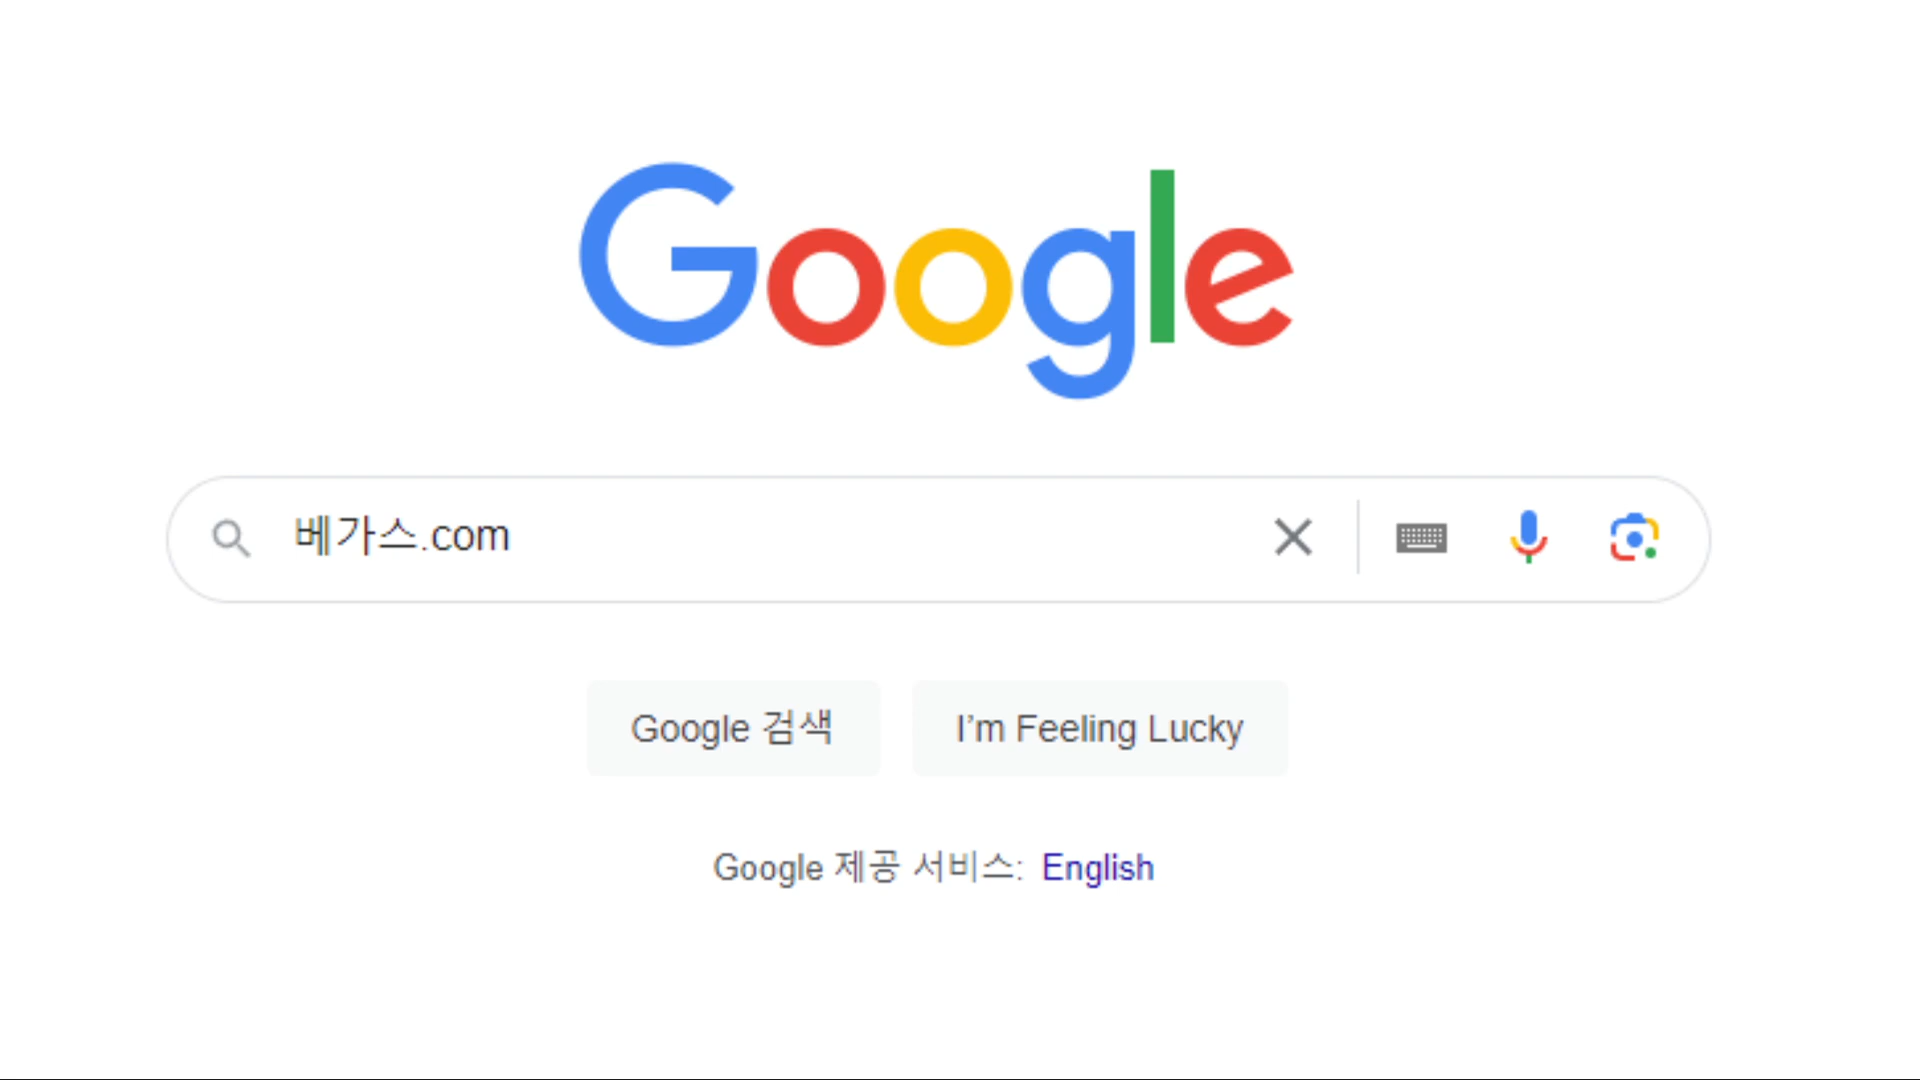 Google
베가스.com
Google 검색
I’m Feeling Lucky
Google 제공 서비스: English